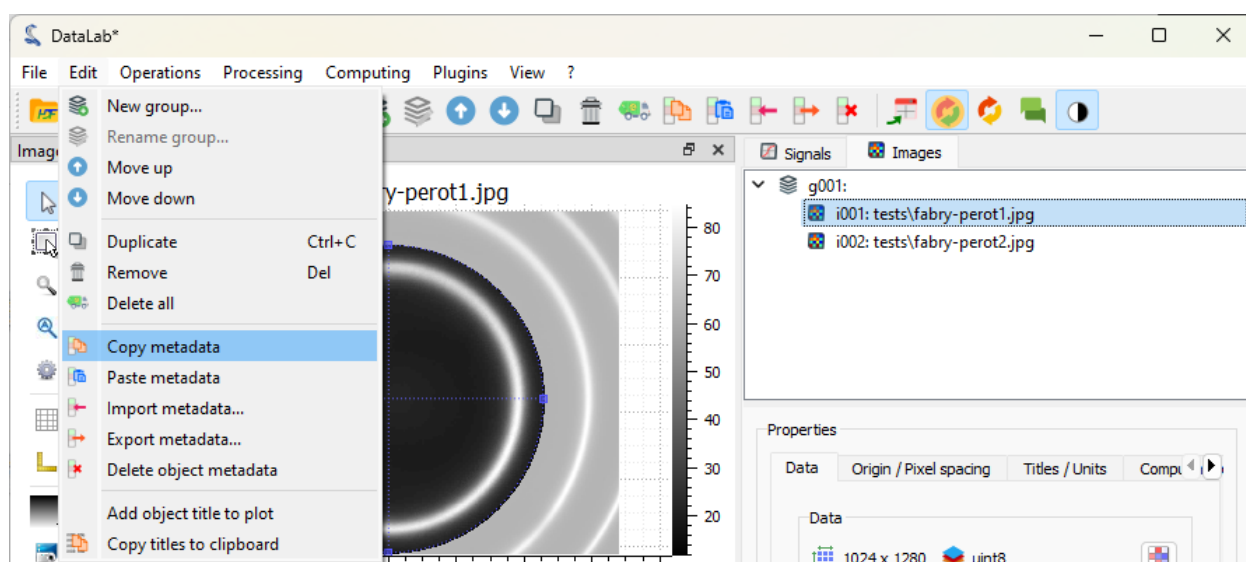 DataLab*
File Edit Operations Processing Computing Plugins View ?
New group...
Rename group...
Move up
Move down
Duplicate Ctrl+C
Remove Del
Delete all
Copy metadata
Paste metadata
Import metadata...
Export metadata...
Delete object metadata
Add object title to plot
Copy titles to clipboard
y-perot1.jpg
80
70
60
50
40
30
20
Signals Images
g001:
i001: tests\fabry-perot1.jpg
i002: tests\fabry-perot2.jpg
Properties
Data Origin / Pixel spacing Titles / Units
Data
1024 x 1280 uint8